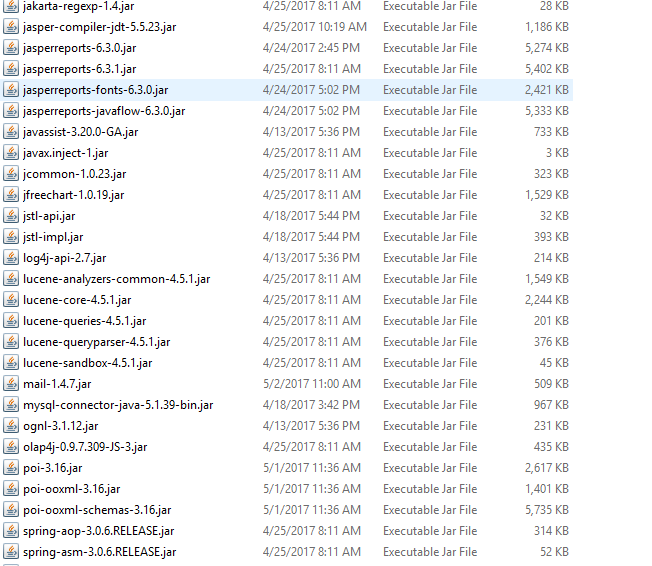 jakarta-regexp-1.4.jar 4/25/2017 8:11 AM Executable Jar File 28 KB
jasper-compiler-jdt-5.5.23.jar 4/25/2017 10:19 AM Executable Jar File 1,186 KB
jasperreports-6.3.0.jar 4/24/2017 2:45 PM Executable Jar File 5,274 KB
jasperreports-6.3.1.jar 4/25/2017 8:11 AM Executable Jar File 5,402 KB
jasperreports-fonts-6.3.0.jar 4/24/2017 5:02 PM Executable Jar File 2,421 KB
jasperreports-javaflow-6.3.0.jar 4/24/2017 5:02 PM Executable Jar File 5,333 KB
javassist-3.20.0-GA.jar 4/13/2017 5:36 PM Executable Jar File 733 KB
javax.inject-1.jar 4/25/2017 8:11 AM Executable Jar File 3 KB
jcommon-1.0.23.jar 4/25/2017 8:11 AM Executable Jar File 323 KB
jfreechart-1.0.19.jar 4/25/2017 8:11 AM Executable Jar File 1,529 KB
jstl-api.jar 4/18/2017 5:44 PM Executable Jar File 32 KB
jstl-impl.jar 4/18/2017 5:44 PM Executable Jar File 393 KB
log4j-api-2.7.jar 4/13/2017 5:36 PM Executable Jar File 214 KB
lucene-analyzers-common-4.5.1.jar 4/25/2017 8:11 AM Executable Jar File 1,549 KB
lucene-core-4.5.1.jar 4/25/2017 8:11 AM Executable Jar File 2,244 KB
lucene-queries-4.5.1.jar 4/25/2017 8:11 AM Executable Jar File 201 KB
lucene-queryparser-4.5.1.jar 4/25/2017 8:11 AM Executable Jar File 376 KB
lucene-sandbox-4.5.1.jar 4/25/2017 8:11 AM Executable Jar File 45 KB
mail-1.4.7.jar 5/2/2017 11:00 AM Executable Jar File 509 KB
mysql-connector-java-5.1.39-bin.jar 4/18/2017 3:42 PM Executable Jar File 967 KB
ognl-3.1.12.jar 4/13/2017 5:36 PM Executable Jar File 231 KB
olap4j-0.9.7.309-JS-3.jar 4/25/2017 8:11 AM Executable Jar File 435 KB
poi-3.16.jar 5/1/2017 11:36 AM Executable Jar File 2,617 KB
poi-ooxml-3.16.jar 5/1/2017 11:36 AM Executable Jar File 1,401 KB
poi-ooxml-schemas-3.16.jar 5/1/2017 11:36 AM Executable Jar File 5,735 KB
spring-aop-3.0.6.RELEASE.jar 4/25/2017 8:11 AM Executable Jar File 314 KB
spring-asm-3.0.6.RELEASE.jar 4/25/2017 8:11 AM Executable Jar File 52 KB